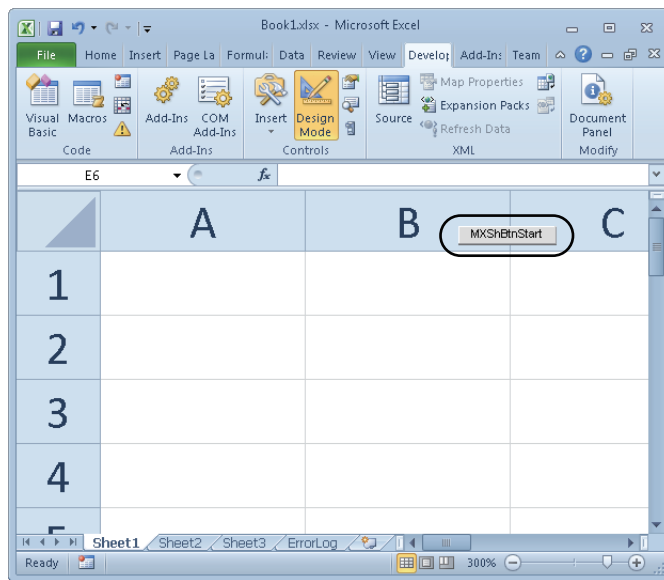 Book1.xlsx - Microsoft Excel
File Home Insert Page La Formul Data Review View Develop Add-In: Team
Visual Basic Macros Add-Ins COM Add-Ins Insert Design Mode Source Map Properties Expansion Packs Refresh Data Document Panel
Code Add-Ins Controls XML Modify
E6 fx
A B MXShBtnStart C
1
2
3
4
Sheet1 Sheet2 Sheet3 ErrorLog
Ready 300%